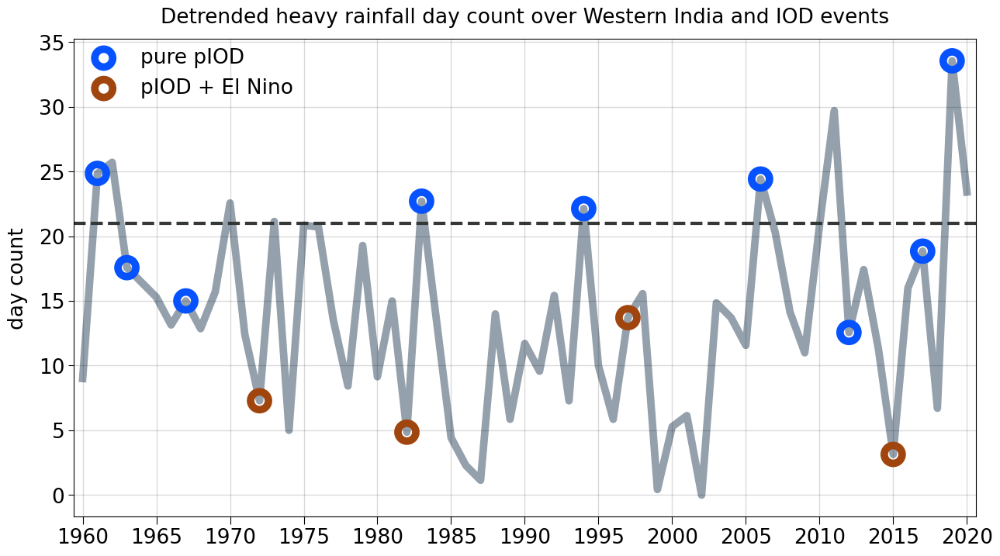 Detrended heavy rainfall day count over Western India and IOD events
pure pIOD
pIOD + El Nino
day count
35
30
25
20
15
10
5
0
1960 1965 1970 1975 1980 1985 1990 1995 2000 2005 2010 2015 2020